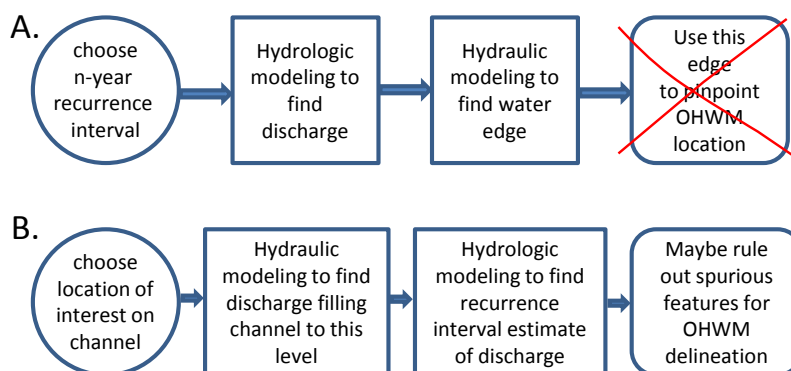 A.
choose
n-year
recurrence
interval
Hydrologic
modeling to
find
discharge
Hydraulic
modeling to
find water
edge
Use this
edge
to pinpoint
OHWM
location
B.
choose
location of
interest on
channel
Hydraulic
modeling to find
discharge filling
channel to this
level
Hydrologic
modeling to find
recurrence
interval estimate
of discharge
Maybe rule
out spurious
features for
OHWM
delineation